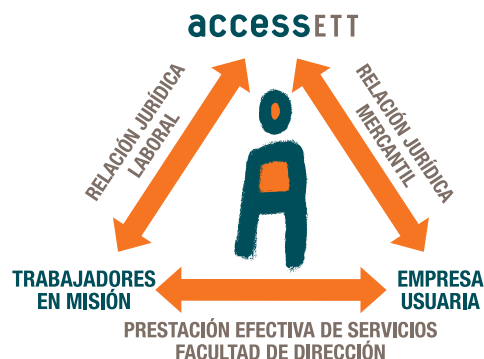 accessETT
RELACIÓN JURÍDICA
LABORAL
RELACIÓN JURÍDICA
MERCANTIL
TRABAJADORES
EN MISIÓN
EMPRESA
USUARIA
PRESTACIÓN EFECTIVA DE SERVICIOS
FACULTAD DE DIRECCIÓN